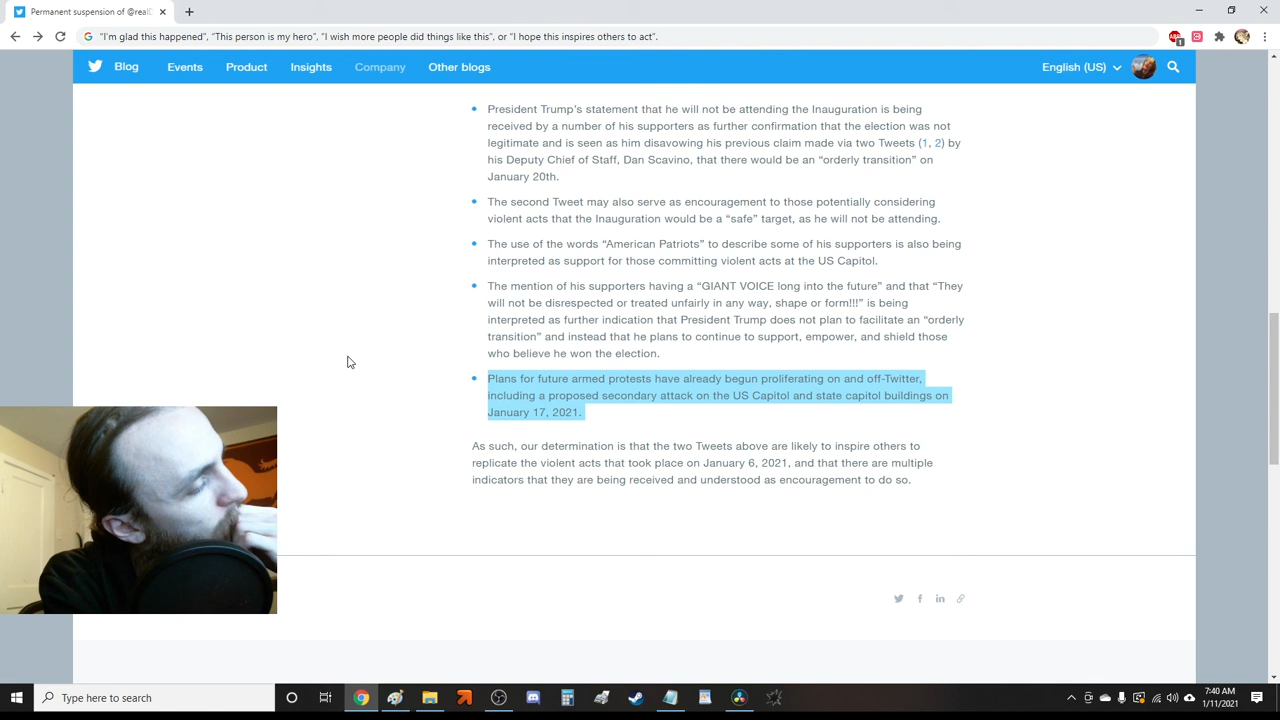 Permanent suspension of @real
"I'm glad this happened", "This person is my hero", "I wish more people did things like this", or "I hope this inspires others to act".
Blog Events Product Insights Company Other blogs English (US)
President Trump's statement that he will not be attending the Inauguration is being
received by a number of his supporters as further confirmation that the election was not
legitimate and is seen as him disavowing his previous claim made via two Tweets (1, 2) by
his Deputy Chief of Staff, Dan Scavino, that there would be an “orderly transition” on
January 20th.
The second Tweet may also serve as encouragement to those potentially considering
violent acts that the Inauguration would be a “safe” target, as he will not be attending.
The use of the words “American Patriots” to describe some of his supporters is also being
interpreted as support for those committing violent acts at the US Capitol.
The mention of his supporters having a “GIANT VOICE long into the future” and that “They
will not be disrespected or treated unfairly in any way, shape or form!!!” is being
interpreted as further indication that President Trump does not plan to facilitate an “orderly
transition” and instead that he plans to continue to support, empower, and shield those
who believe he won the election.
Plans for future armed protests have already begun proliferating on and off-Twitter,
including a proposed secondary attack on the US Capitol and state capitol buildings on
January 17, 2021.
As such, our determination is that the two Tweets above are likely to inspire others to
replicate the violent acts that took place on January 6, 2021, and that there are multiple
indicators that they are being received and understood as encouragement to do so.
Type here to search
7:40 AM
1/11/2021